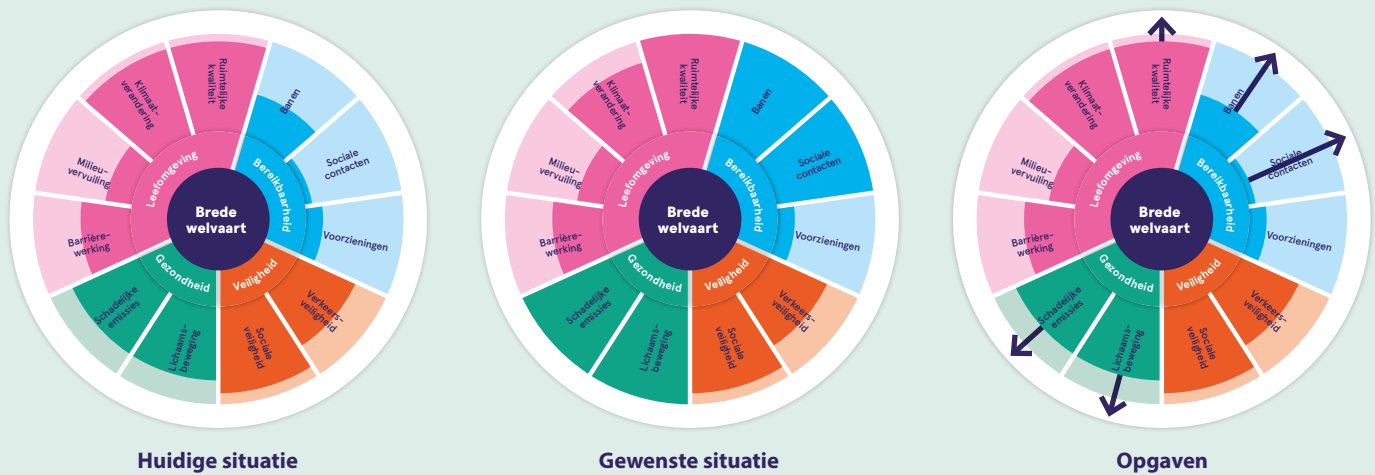 Ruimtelijke
kwaliteit
Banen
Sociale
contacten
Voorzieningen
Verkeers-
veiligheid
Sociale
veiligheid
Lichaams-
beweging
Schadelijke
emissies
Barrière-
werking
Milieu-
vervuiling
Klimaat-
verandering
Leefomgeving
Bereikbaarheid
Veiligheid
Gezondheid
Brede
welvaart
Huidige situatie
Ruimtelijke
kwaliteit
Banen
Sociale
contacten
Voorzieningen
Verkeers-
veiligheid
Sociale
veiligheid
Lichaams-
beweging
Schadelijke
emissies
Barrière-
werking
Milieu-
vervuiling
Klimaat-
verandering
Leefomgeving
Bereikbaarheid
Veiligheid
Gezondheid
Brede
welvaart
Gewenste situatie
Ruimtelijke
kwaliteit
Banen
Sociale
contacten
Voorzieningen
Verkeers-
veiligheid
Sociale
veiligheid
Lichaams-
beweging
Schadelijke
emissies
Barrière-
werking
Milieu-
vervuiling
Klimaat-
verandering
Leefomgeving
Bereikbaarheid
Veiligheid
Gezondheid
Brede
welvaart
Opgaven